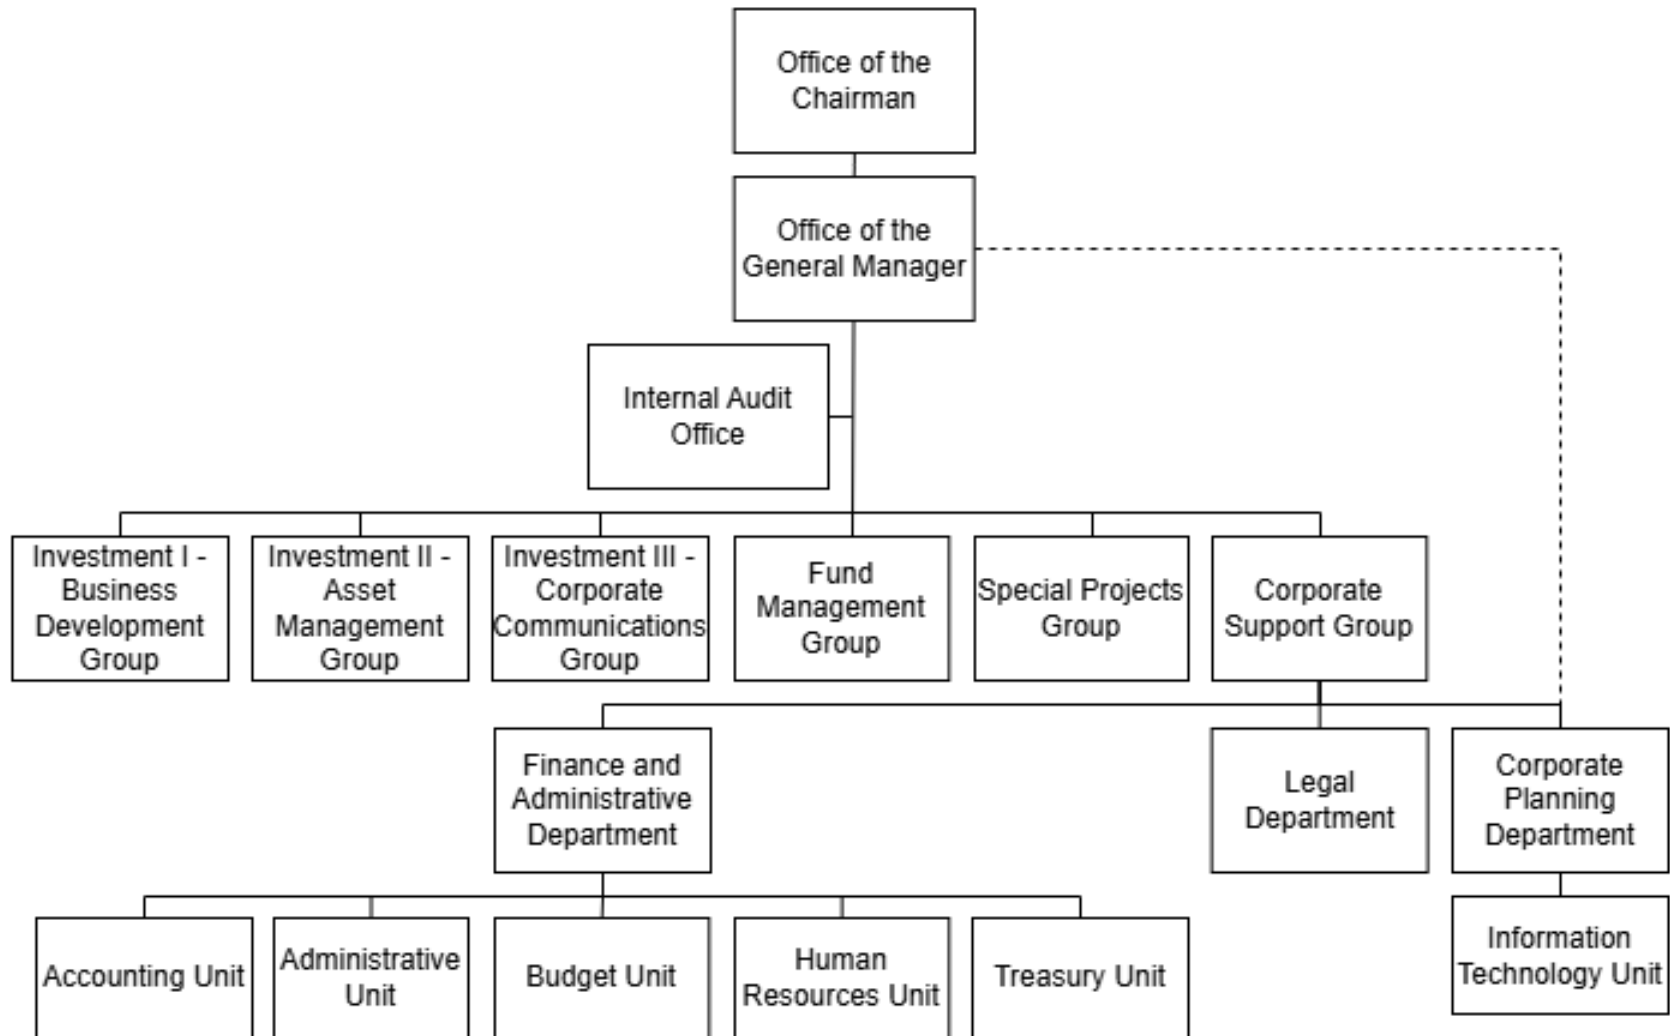 Office of the
Chairman
Office of the
General Manager
Internal Audit
Office
Investment I -
Business
Development
Group
Investment II -
Asset
Management
Group
Investment III -
Corporate
Communications
Group
Fund
Management
Group
Special Projects
Group
Corporate
Support Group
Finance and
Administrative
Department
Legal
Department
Corporate
Planning
Department
Accounting Unit
Administrative
Unit
Budget Unit
Human
Resources Unit
Treasury Unit
Information
Technology Unit